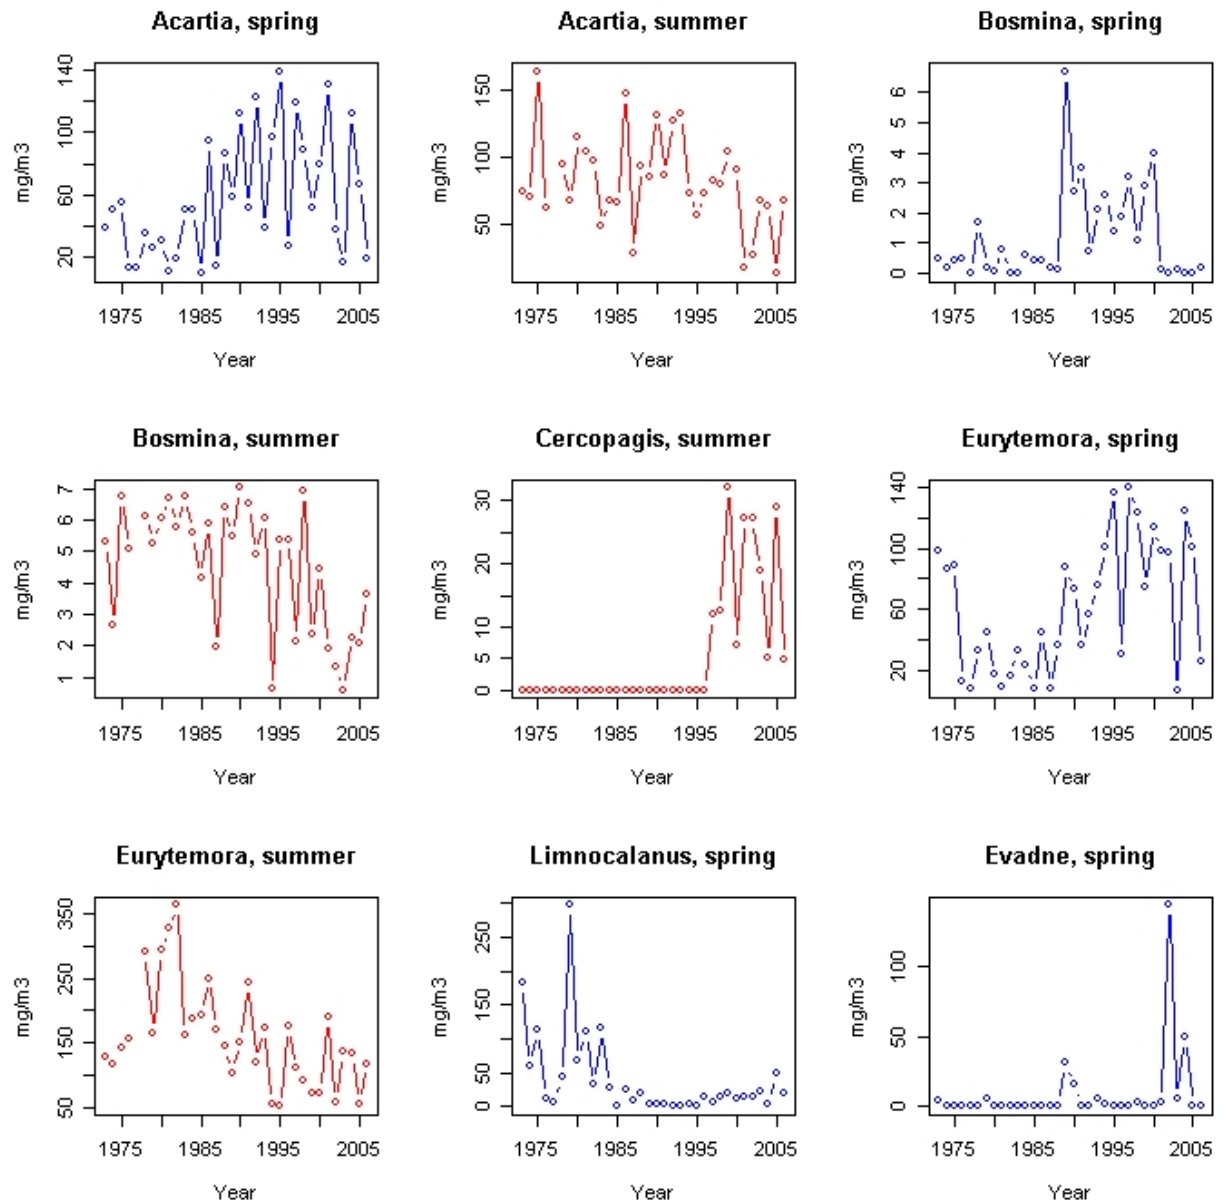 Acartia, spring
Acartia, summer
Bosmina, spring
mg/m3
20
60
100
140
1975
1985
1995
2005
Year
mg/m3
50
100
150
1975
1985
1995
2005
Year
mg/m3
0
1
2
3
4
5
6
1975
1985
1995
2005
Year
Bosmina, summer
Cercopagis, summer
Eurytemora, spring
mg/m3
1
2
3
4
5
6
7
1975
1985
1995
2005
Year
mg/m3
0
5
10
20
30
1975
1985
1995
2005
Year
mg/m3
20
60
100
140
1975
1985
1995
2005
Year
Eurytemora, summer
Limnocalanus, spring
Evadne, spring
mg/m3
50
150
250
350
1975
1985
1995
2005
Year
mg/m3
0
50
150
250
1975
1985
1995
2005
Year
mg/m3
0
50
100
1975
1985
1995
2005
Year